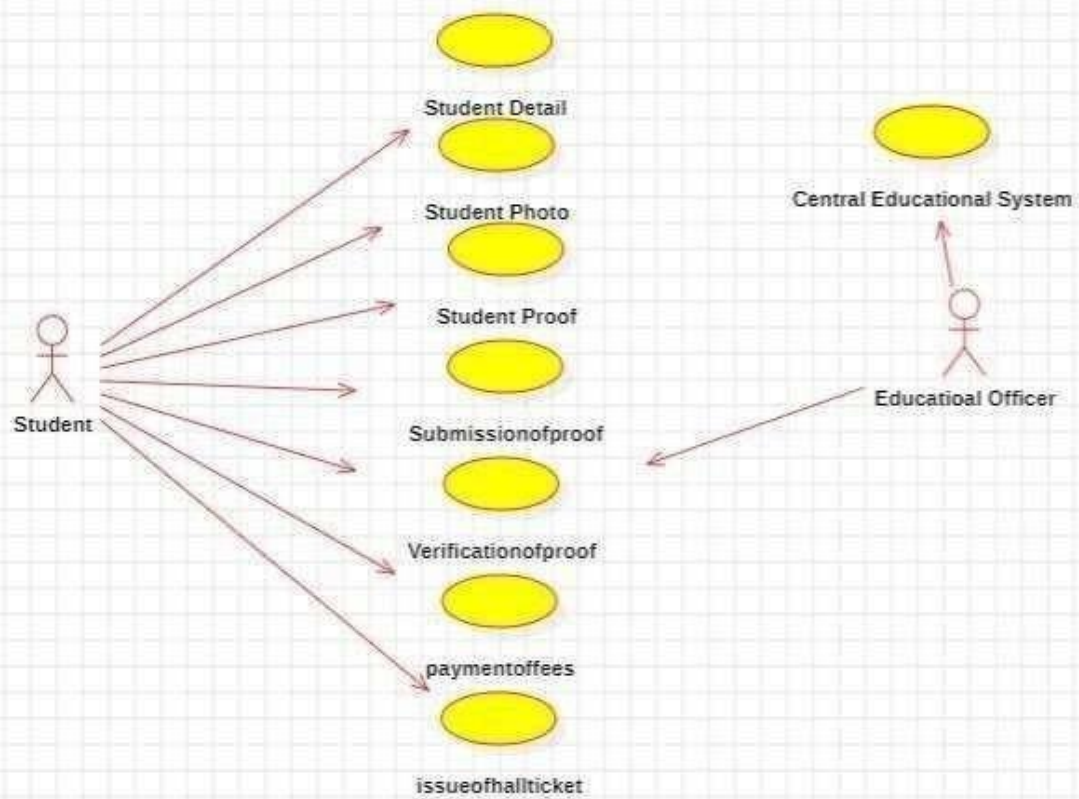 Student Detail
Student Photo
Student Proof
Submissionofproof
Verificationofproof
paymentoffees
issueofhallticket
Student
Central Educational System
Educatioal Officer